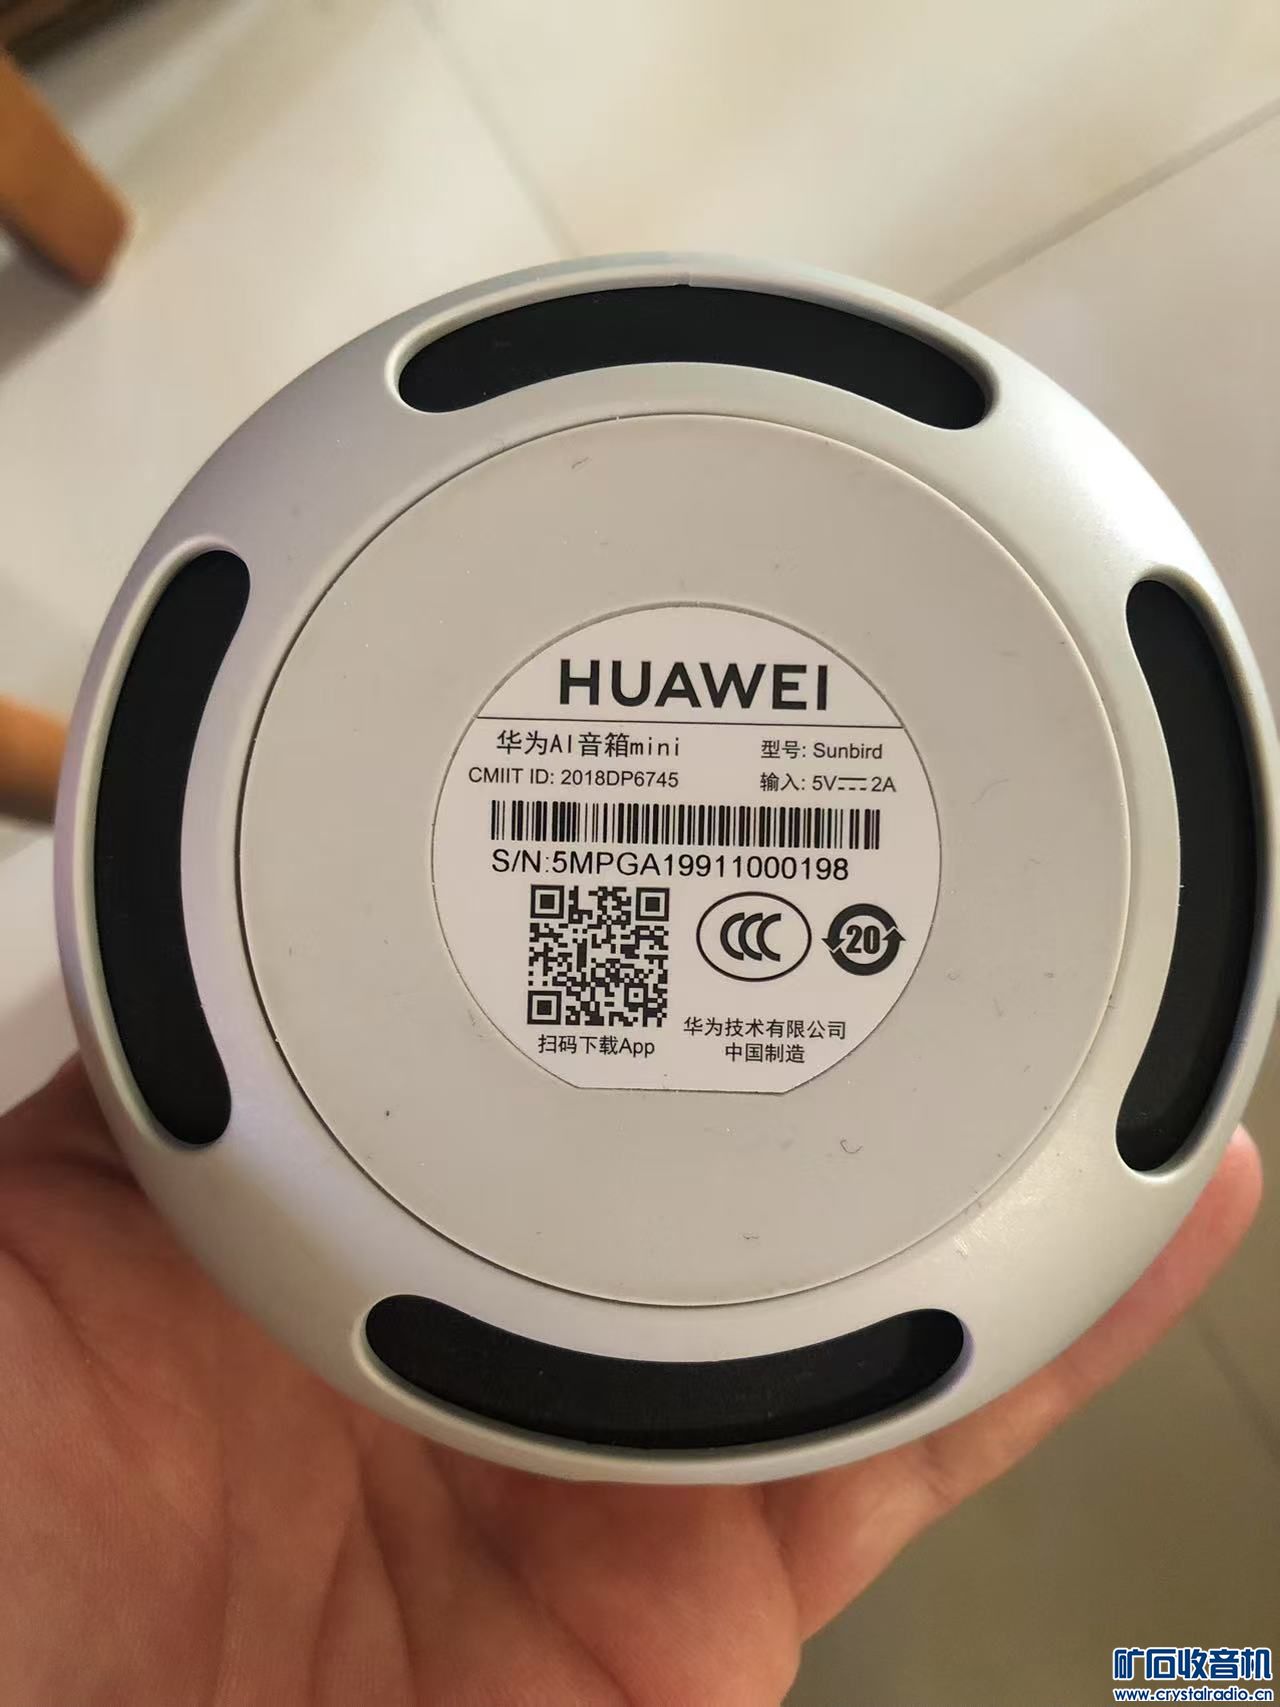 HUAWEI
华为AI音箱mini 型号: Sunbird
CMIIT ID: 2018DP6745 输入: 5V⎓2A
S/N:5MPGA19911000198
20
扫码下载App
华为技术有限公司
中国制造
矿石收音机
www.crystalradio.cn